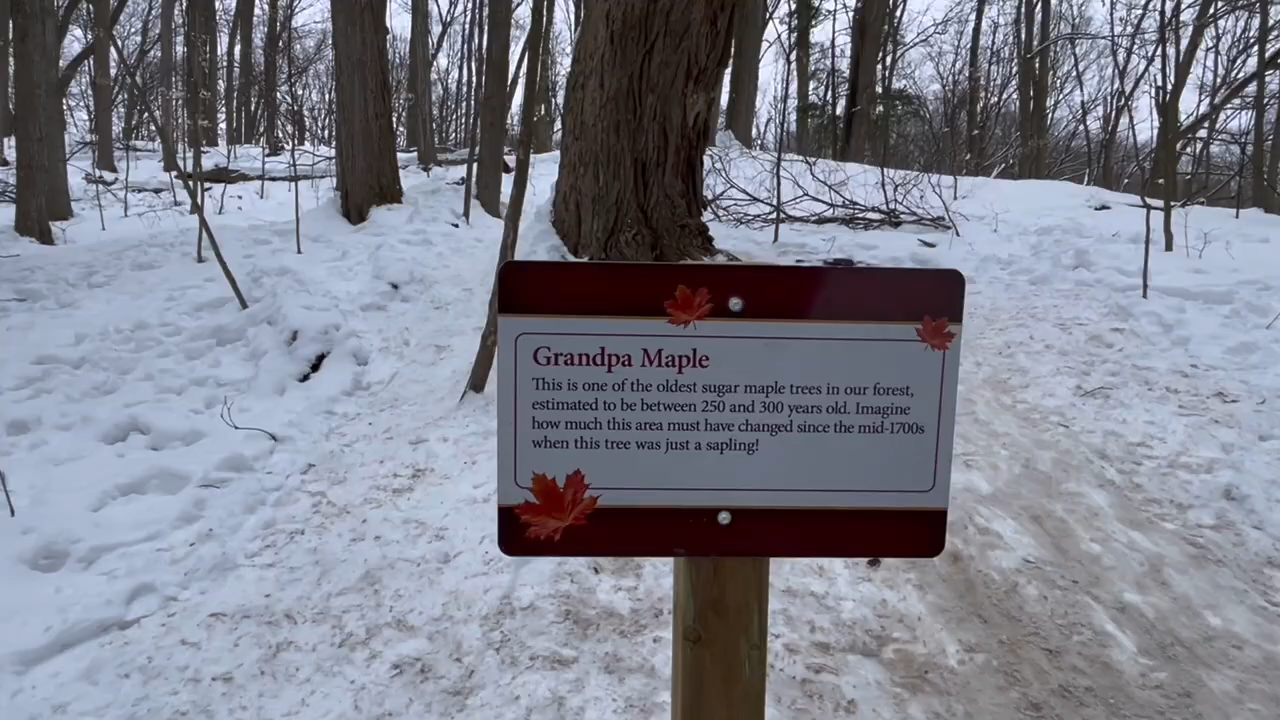 Grandpa Maple
This is one of the oldest sugar maple trees in our forest,
estimated to be between 250 and 300 years old. Imagine
how much this area must have changed since the mid-1700s
when this tree was just a sapling!